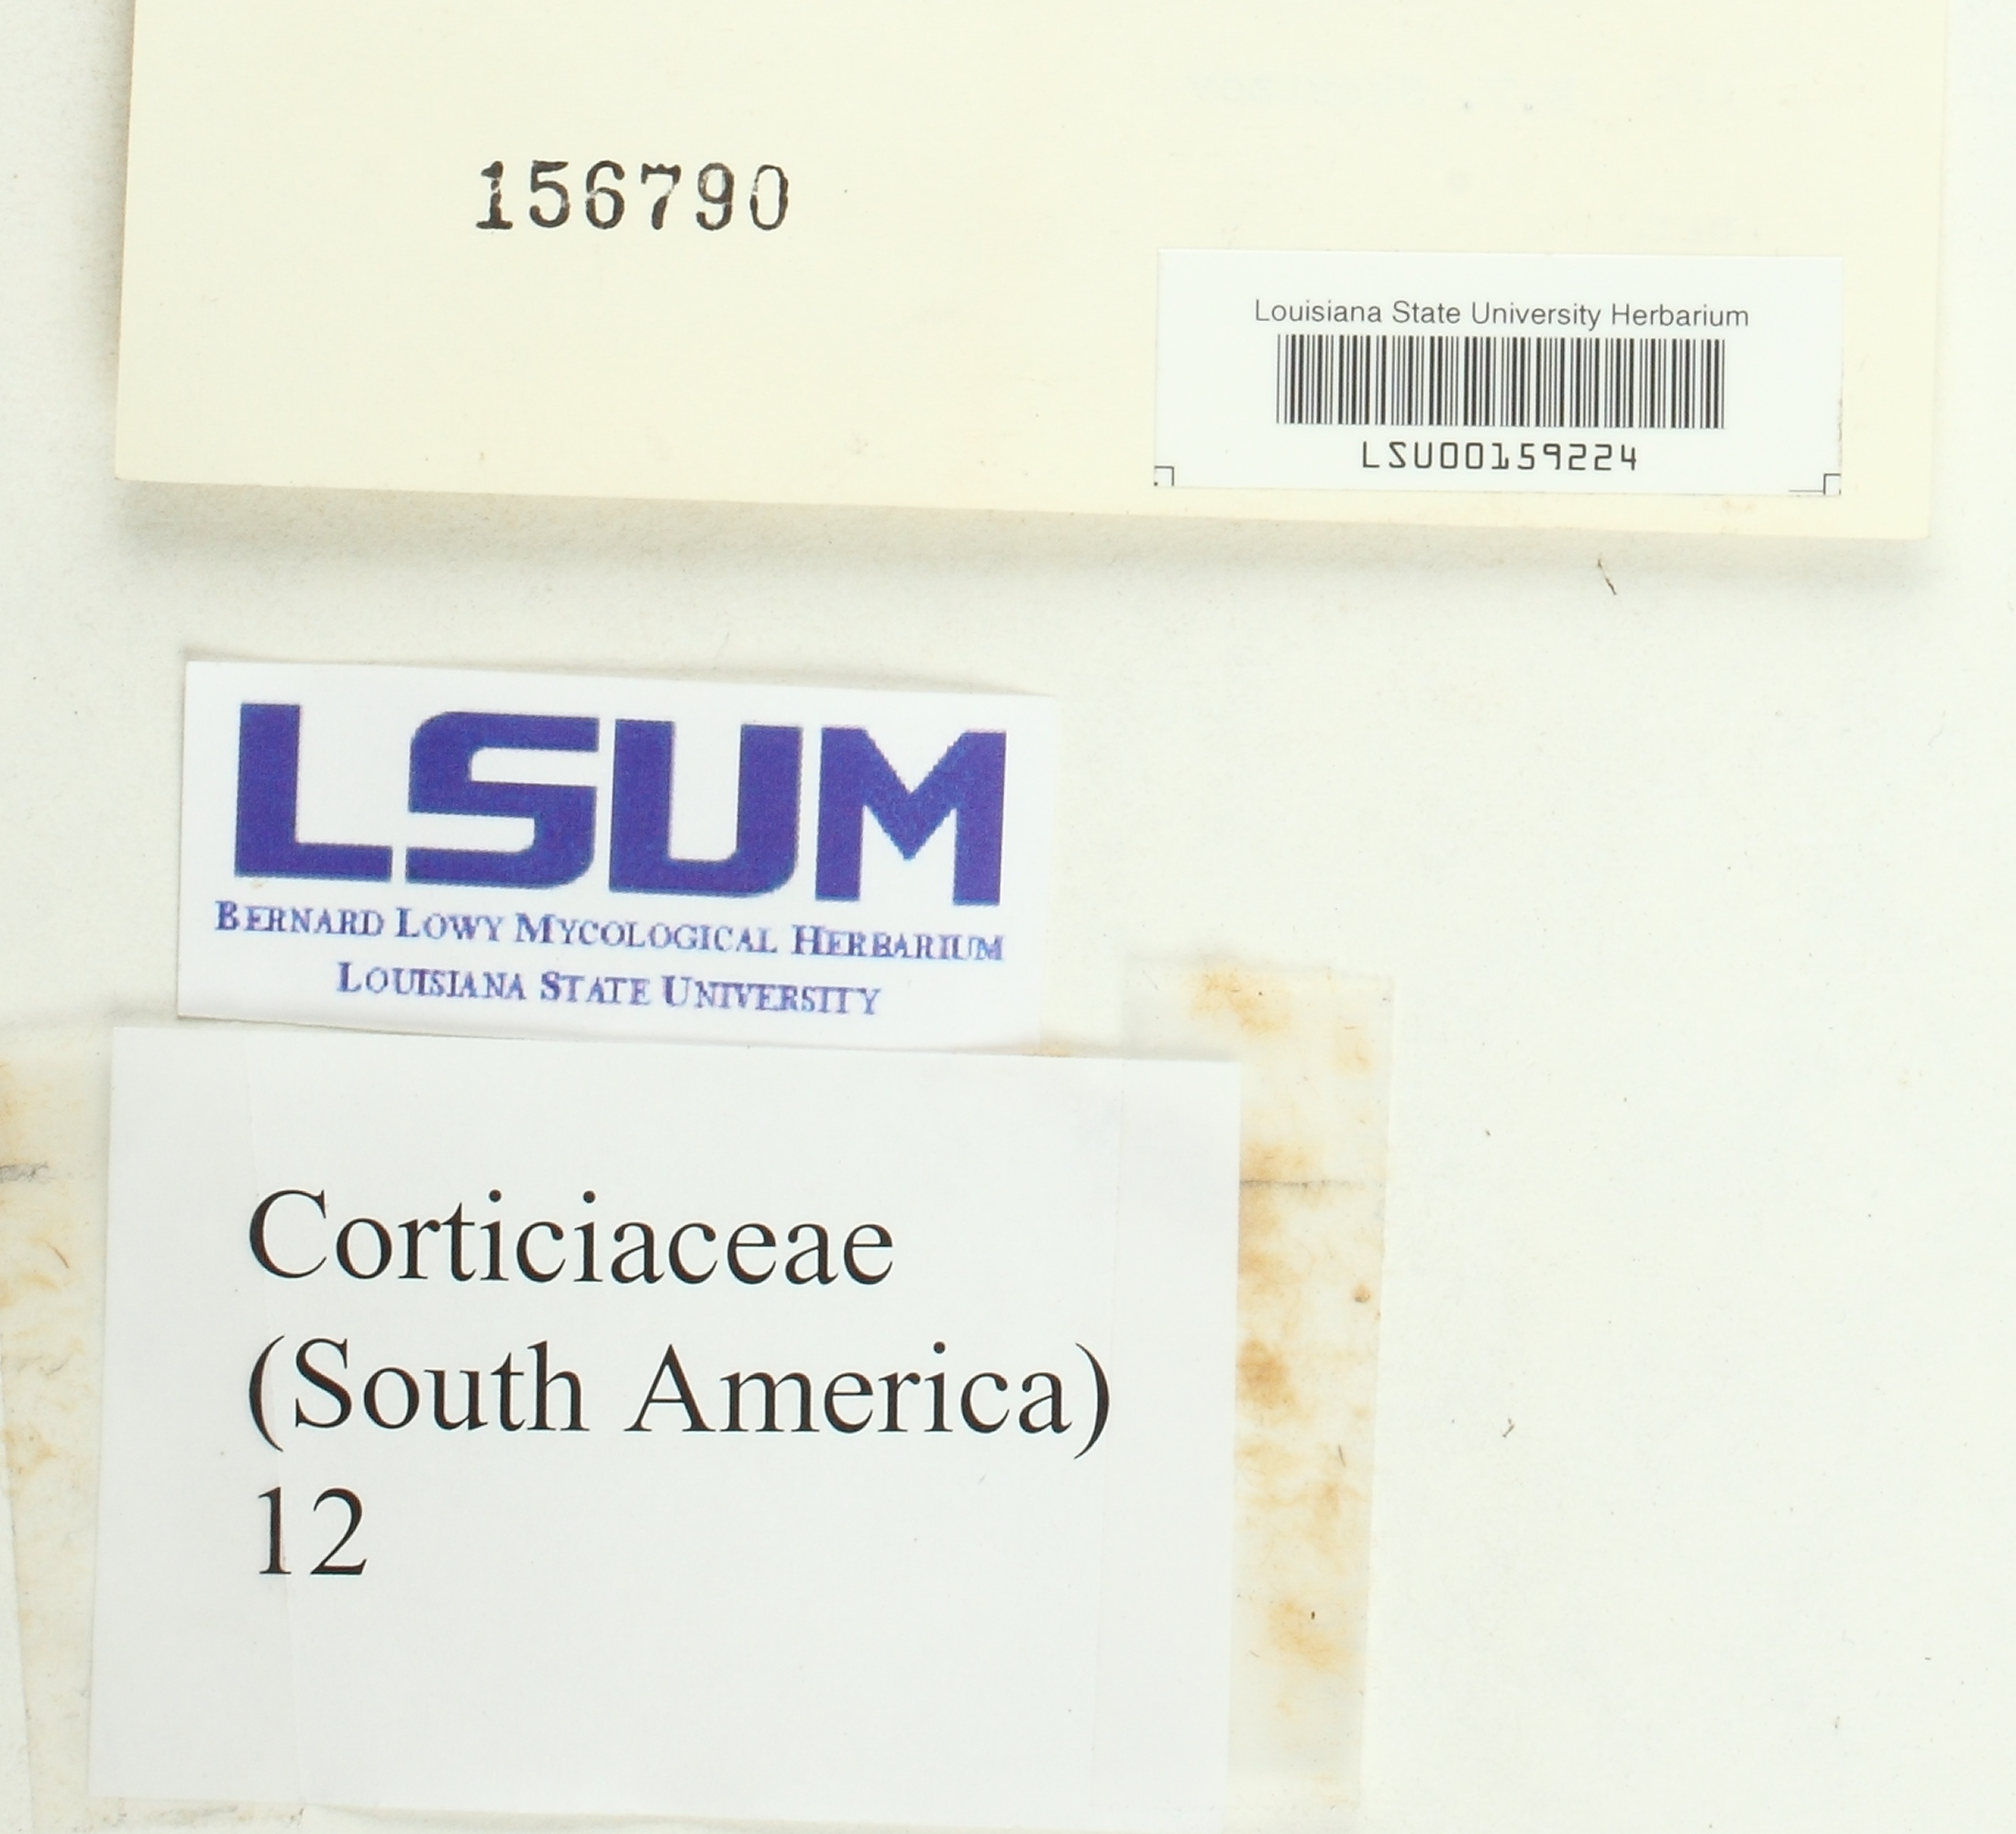 156790
Louisiana State University Herbarium
LSU00159224
LSUM
BERNARD LOWY MYCOLOGICAL HERBARIUM
LOUISIANA STATE UNIVERSITY
Corticiaceae
(South America)
12